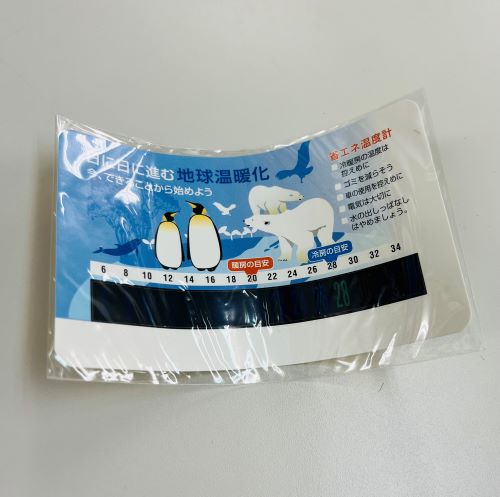 日に日に進む地球温暖化
今、できることから始めよう
省エネ温度計
冷暖房の温度は
控えめに
ゴミを減らそう
車の使用を控えめに
電気は大切に
水の出しっぱなし
はやめましょう。
暖房の目安
冷房の目安
6 8 10 12 14 16 18 20 22 24 26 28 30 32 34
28